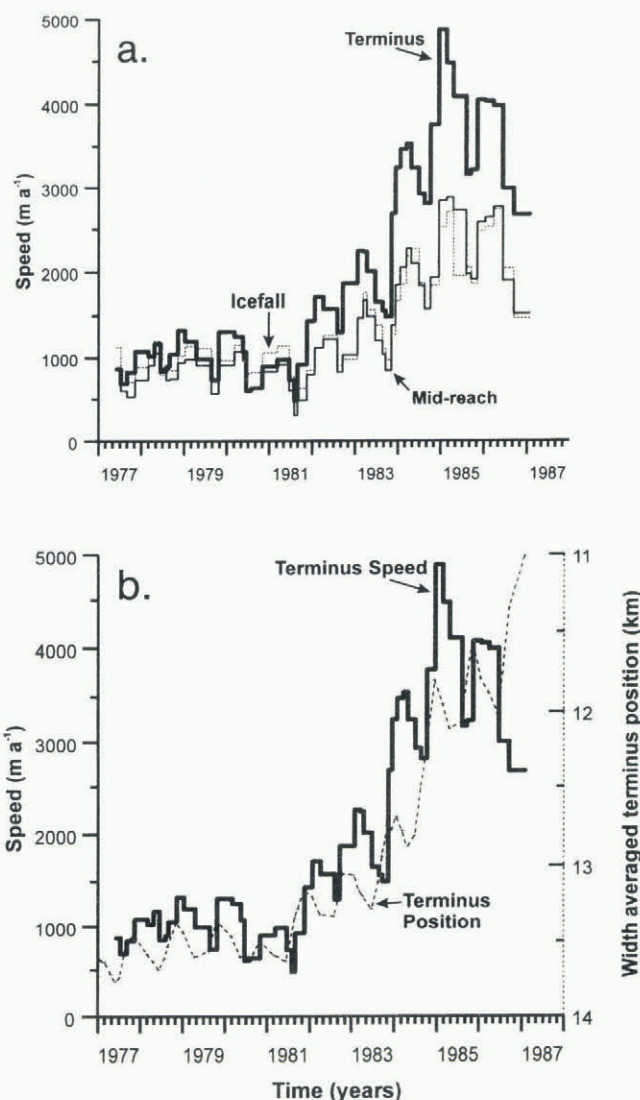 a.
5000
4000
3000
2000
1000
0
Speed (m a⁻¹)
Terminus
Icefall
Mid-reach
1977 1979 1981 1983 1985 1987
b.
5000
4000
3000
2000
1000
0
Speed (m a⁻¹)
Terminus Speed
Terminus
Position
11
12
13
14
Width averaged terminus position (km)
1977 1979 1981 1983 1985 1987
Time (years)